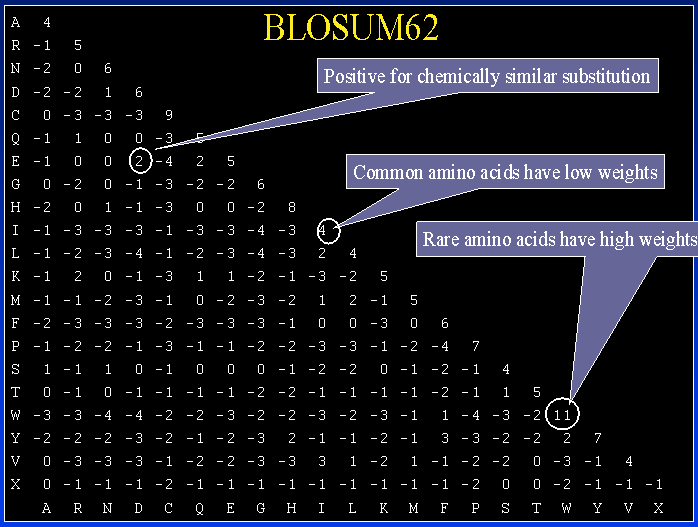 BLOSUM62
Positive for chemically similar substitution
Common amino acids have low weights
Rare amino acids have high weights
A 4
R -1 5
N -2 0 6
D -2 -2 1 6
C 0 -3 -3 -3 9
Q -1 1 0 0 -3 5
E -1 0 0 2 -4 2 5
G 0 -2 0 -1 -3 -2 -2 6
H -2 0 1 -1 -3 0 0 -2 8
I -1 -3 -3 -3 -1 -3 -3 -4 -3 4
L -1 -2 -3 -4 -1 -2 -3 -4 -3 2 4
K -1 2 0 -1 -3 1 1 -2 -1 -3 -2 5
M -1 -1 -2 -3 -1 0 -2 -3 -2 1 2 -1 5
F -2 -3 -3 -3 -2 -3 -3 -3 -1 0 0 -3 0 6
P -1 -2 -2 -1 -3 -1 -1 -2 -2 -3 -3 -1 -2 -4 7
S 1 -1 1 0 -1 0 0 0 -1 -2 -2 0 -1 -2 -1 4
T 0 -1 0 -1 -1 -1 -1 -2 -2 -1 -1 -1 -1 -2 -1 1 5
W -3 -3 -4 -4 -2 -2 -3 -2 -2 -3 -2 -3 -1 1 -4 -3 -2 11
Y -2 -2 -2 -3 -2 -1 -2 -3 2 -1 -1 -2 -1 3 -3 -2 -2 2 7
V 0 -3 -3 -3 -1 -2 -2 -3 -3 3 1 -2 1 -1 -2 -2 0 -3 -1 4
X 0 -1 -1 -1 -2 -1 -1 -1 -1 -1 -1 -1 -1 -1 -2 0 0 -2 -1 -1 -1
A R N D C Q E G H I L K M F P S T W Y V X